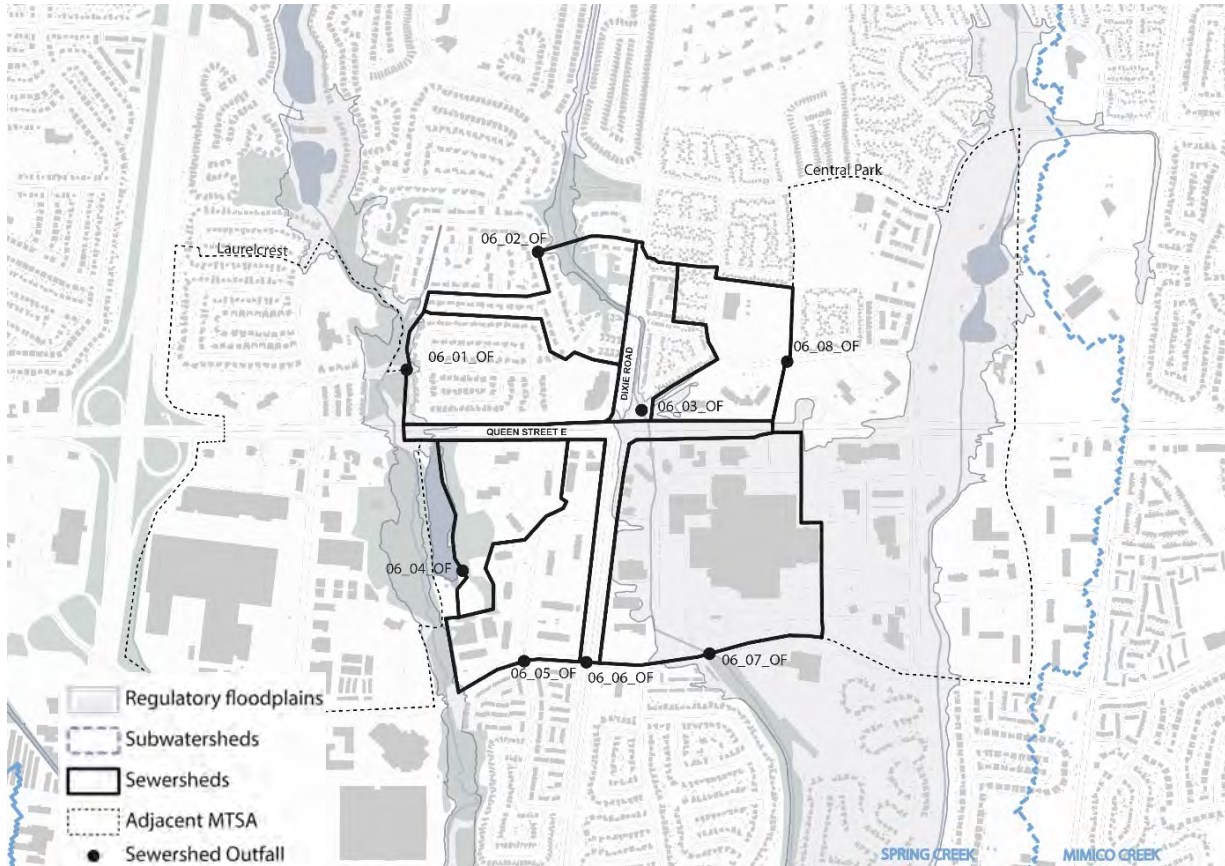 Central Park
06_02_OF
Laurelcrest
06_01_OF
DIXIE ROAD
06_08_OF
06_03_OF
QUEEN STREET E
06_04_OF
06_05_OF
06_06_OF
06_07_OF
Regulatory floodplains
Subwatersheds
Sewersheds
Adjacent MTSA
Sewershed Outfall
SPRING CREEK
MIMICO CREEK